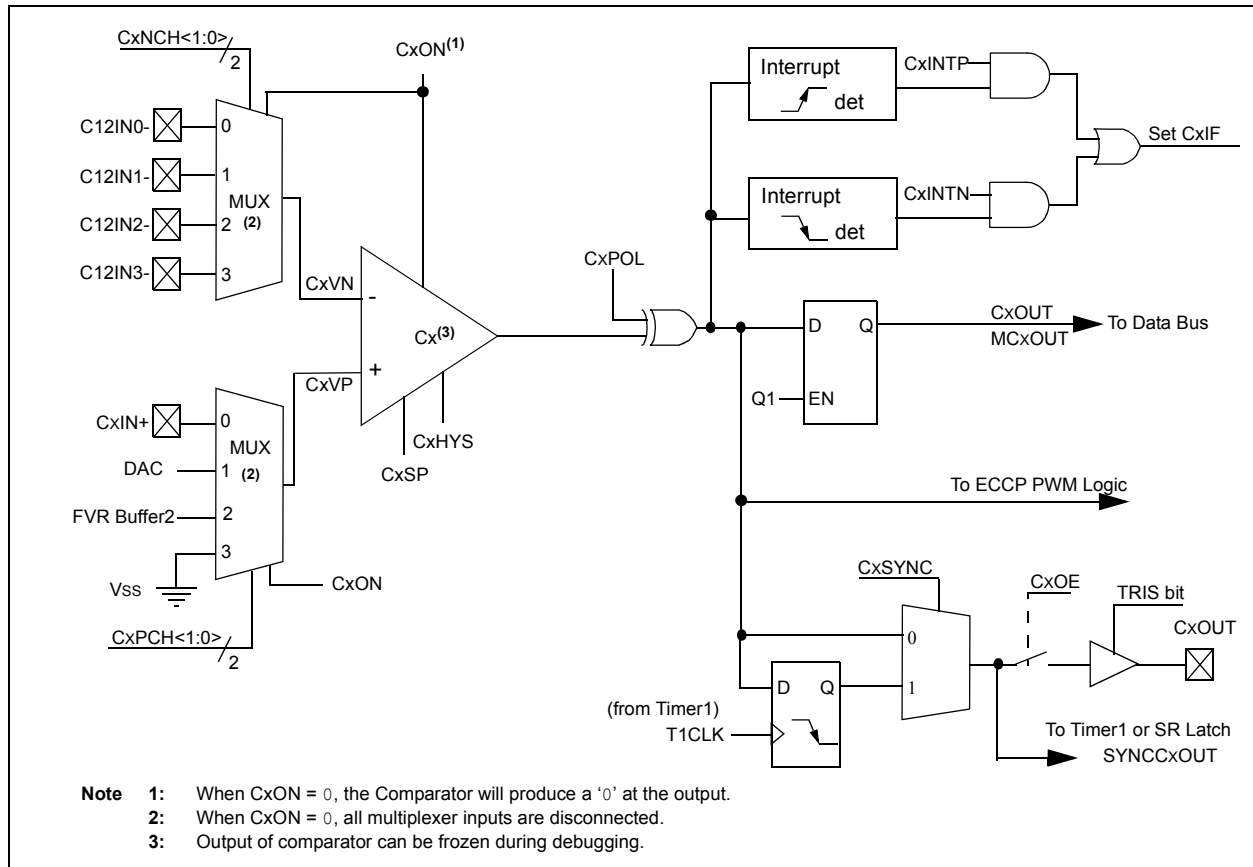 CxNCH<1:0>
2
CxON(1)
C12IN0-
C12IN1-
C12IN2-
C12IN3-
0
1
MUX
(2)
2
3
CxVN
-
Cx(3)
+
CxVP
CxHYS
CxSP
CxIN+
DAC
FVR Buffer2
VSS
0
MUX
1
(2)
2
3
CxON
CxPCH<1:0>
2
CxPOL
Interrupt
det
CxINTP
Interrupt
det
CxINTN
Set CxIF
D
Q
Q1
EN
CxOUT
MCxOUT
To Data Bus
To ECCP PWM Logic
CxSYNC
0
1
D
Q
(from Timer1)
T1CLK
CxOE
TRIS bit
CxOUT
To Timer1 or SR Latch
SYNCCxOUT
Note 1: When CxON = 0, the Comparator will produce a ‘0’ at the output.
2: When CxON = 0, all multiplexer inputs are disconnected.
3: Output of comparator can be frozen during debugging.